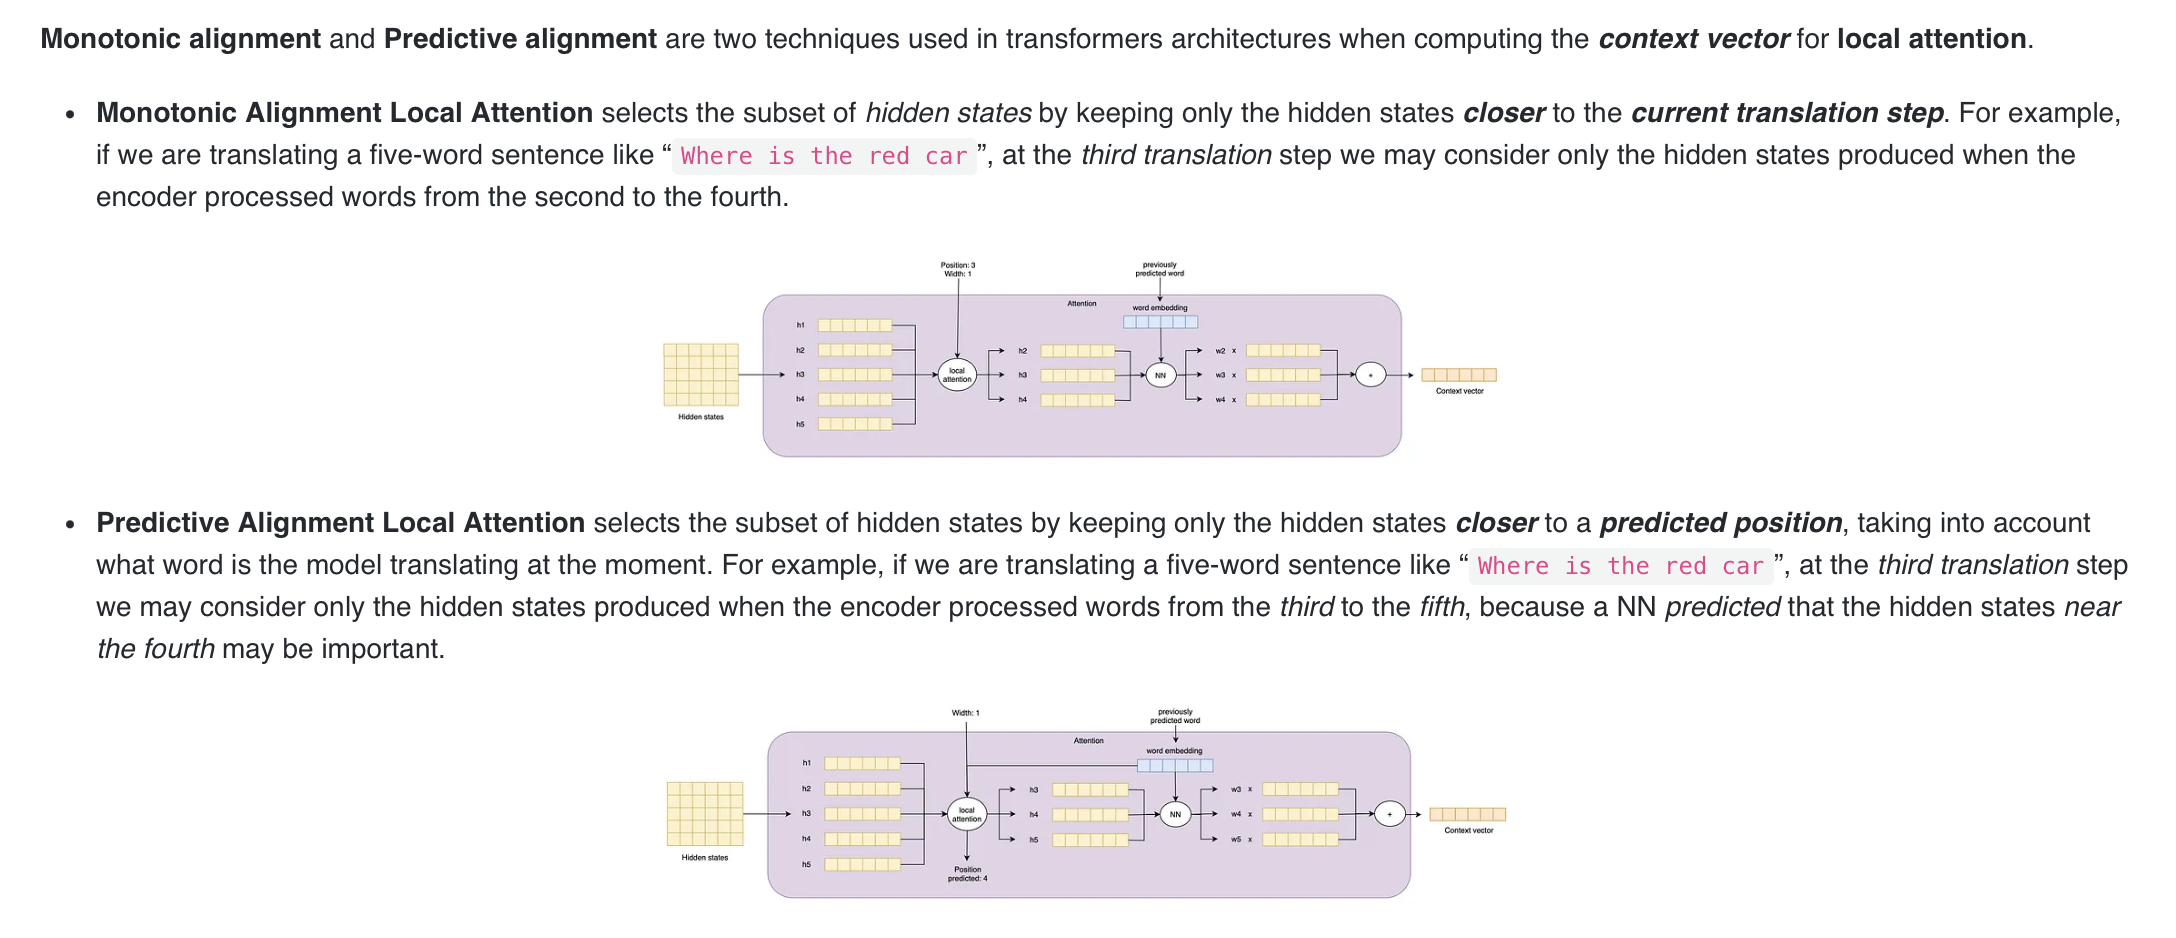 Monotonic alignment and Predictive alignment are two techniques used in transformers architectures when computing the context vector for local attention.
• Monotonic Alignment Local Attention selects the subset of hidden states by keeping only the hidden states closer to the current translation step. For example,
if we are translating a five-word sentence like “ Where is the red car ”, at the third translation step we may consider only the hidden states produced when the
encoder processed words from the second to the fourth.
Position: 3
Width: 1
previously
predicted word
Attention
word embedding
h1
h2
h3
h4
h5
Hidden states
local
attention
h2
h3
h4
NN
w2 x
w3 x
w4 x
+
Context vector
• Predictive Alignment Local Attention selects the subset of hidden states by keeping only the hidden states closer to a predicted position, taking into account
what word is the model translating at the moment. For example, if we are translating a five-word sentence like “ Where is the red car ”, at the third translation step
we may consider only the hidden states produced when the encoder processed words from the third to the fifth, because a NN predicted that the hidden states near
the fourth may be important.
Width: 1
previously
predicted word
Attention
word embedding
h1
h2
h3
h4
h5
Hidden states
local
attention
Position
predicted: 4
h3
h4
h5
NN
w3 x
w4 x
w5 x
+
Context vector